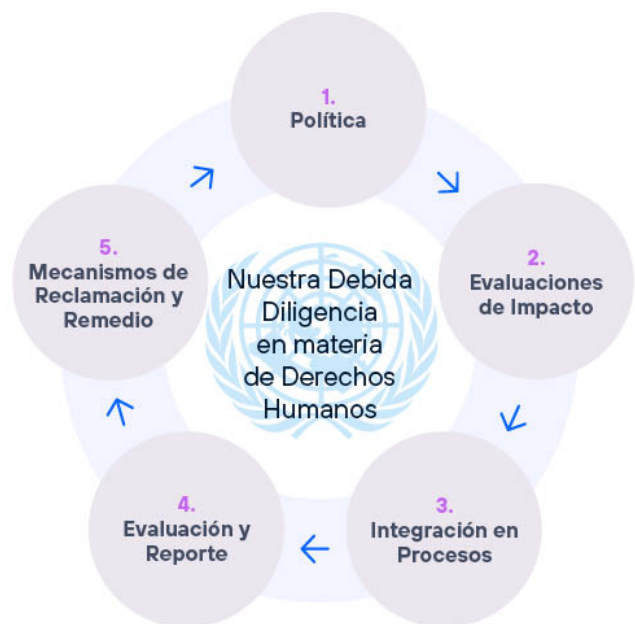 1.
Política
2.
Evaluaciones
de Impacto
3.
Integración en
Procesos
4.
Evaluación y
Reporte
5.
Mecanismos de
Reclamación y
Remedio
Nuestra Debida
Diligencia
en materia
de Derechos
Humanos